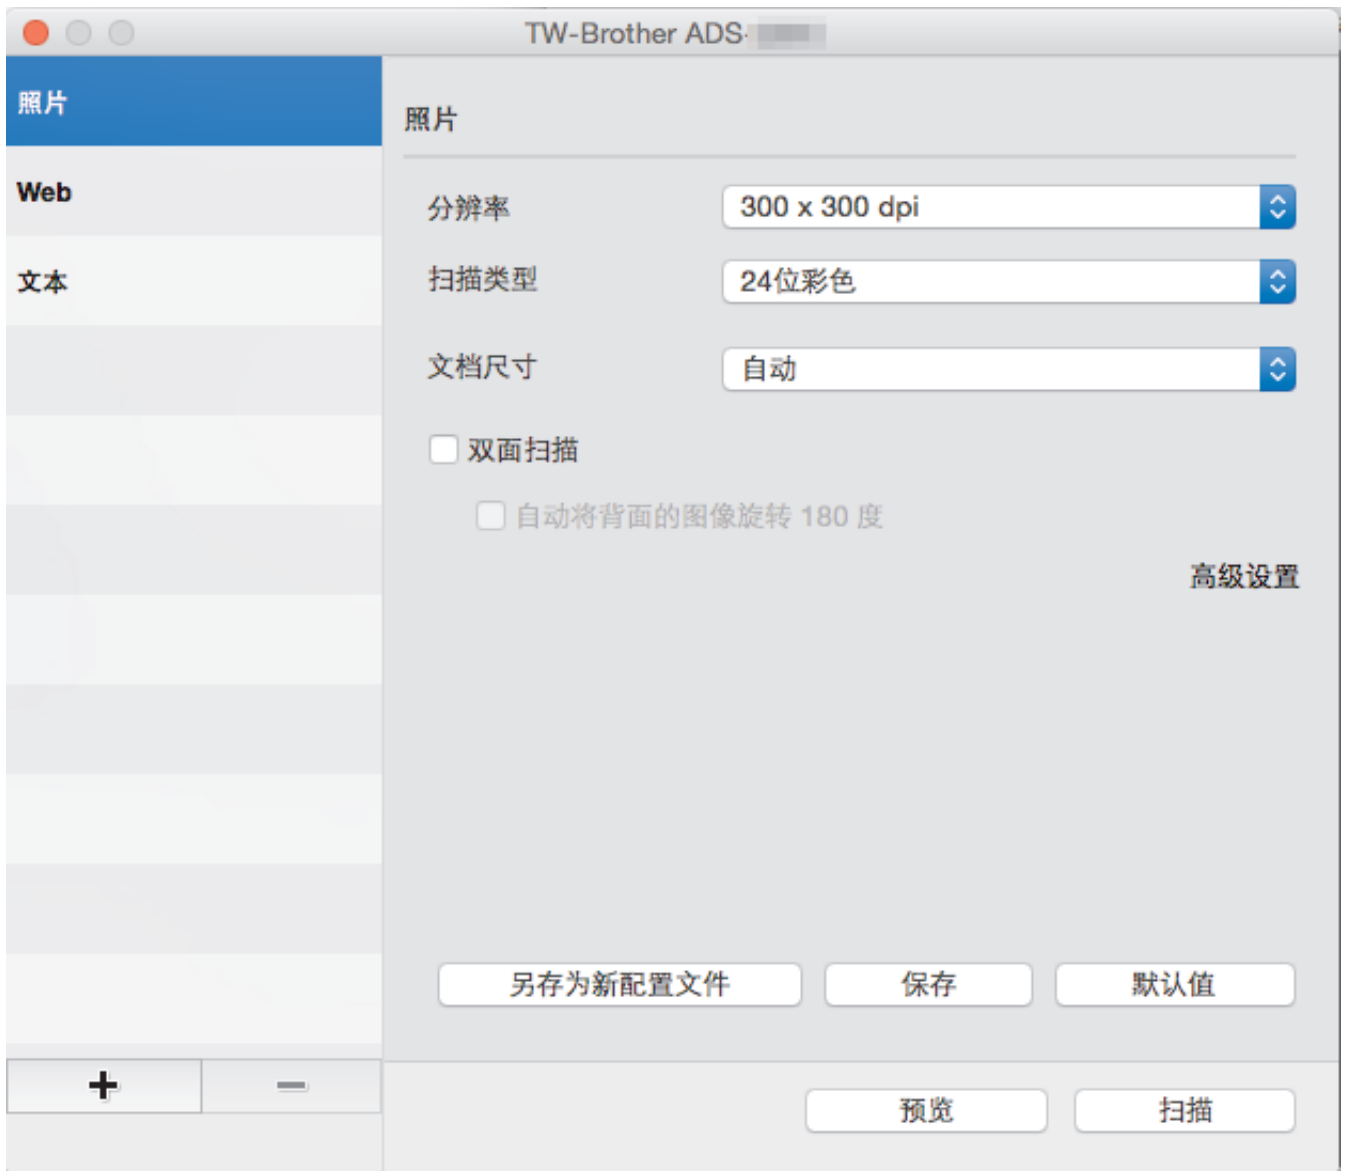 TW-Brother ADS-
照片
Web
文本
照片
分辨率 300 x 300 dpi
扫描类型 24位彩色
文档尺寸 自动
双面扫描
自动将背面的图像旋转 180 度
高级设置
另存为新配置文件 保存 默认值
预览 扫描